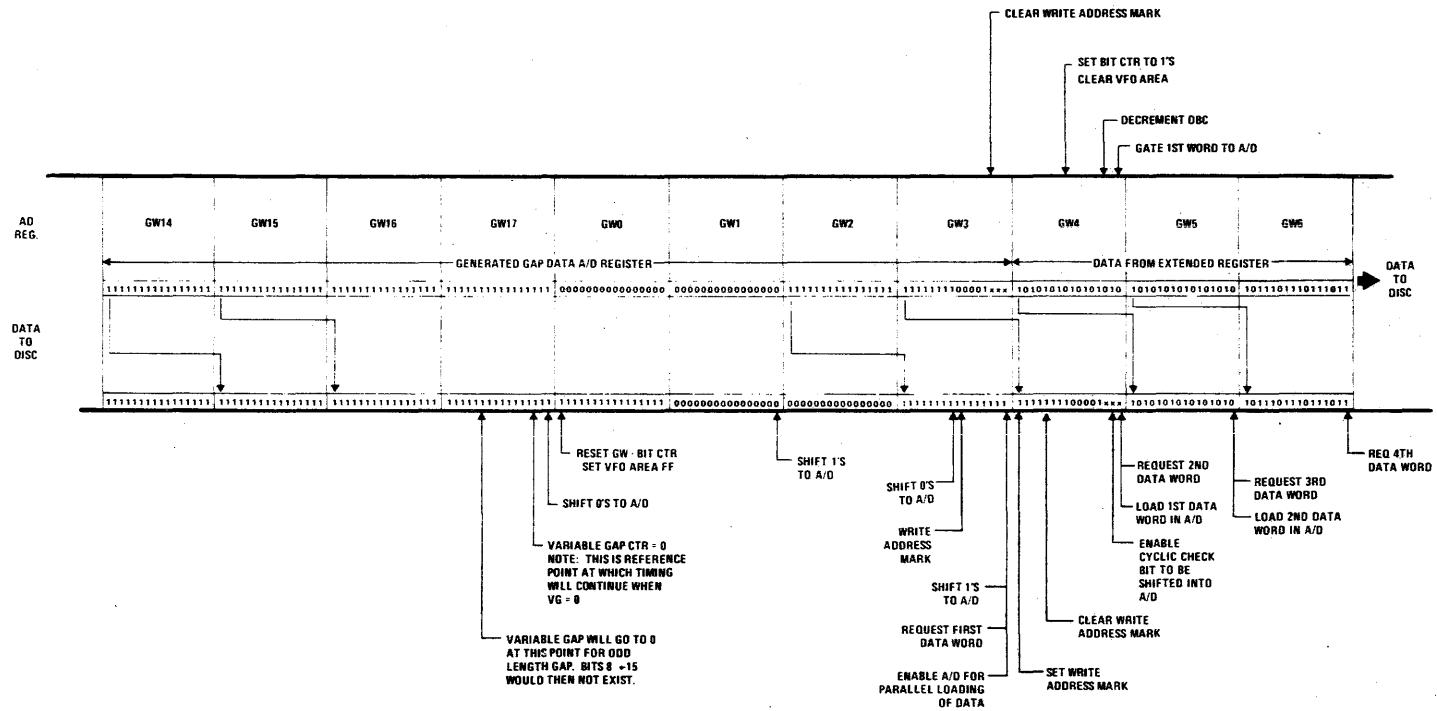 CLEAR WRITE ADDRESS MARK
SET BIT CTR TO 1'S
CLEAR VFO AREA
DECREMENT OBC
GATE 1ST WORD TO A/D
AD
REG.
GW14 GW15 GW16 GW17 GW0 GW1 GW2 GW3 GW4 GW5 GW6
GENERATED GAP DATA A/D REGISTER
DATA FROM EXTENDED REGISTER
DATA
TO
DISC
1111111111111111 1111111111111111 1111111111111111 1111111111111111 0000000000000000 0000000000000000 1111111111111111 1111111100001xxx 1010101010101010 1010101010101010 1011101110111011
DATA
TO
DISC
1111111111111111 1111111111111111 1111111111111111 1111111111111111 1111111111111111 0000000000000000 0000000000000000 1111111111111111 1111111100001xxx 1010101010101010 1011101110111011
RESET GW - BIT CTR
SET VFO AREA FF
SHIFT 0'S TO A/D
VARIABLE GAP CTR = 0
NOTE: THIS IS REFERENCE
POINT AT WHICH TIMING
WILL CONTINUE WHEN
VG = 0
VARIABLE GAP WILL GO TO 0
AT THIS POINT FOR ODD
LENGTH GAP. BITS 8 →15
WOULD THEN NOT EXIST.
SHIFT 1'S
TO A/D
SHIFT 0'S
TO A/D
WRITE
ADDRESS
MARK
SHIFT 1'S
TO A/D
REQUEST FIRST
DATA WORD
ENABLE A/D FOR
PARALLEL LOADING
OF DATA
REQUEST 2ND
DATA WORD
LOAD 1ST DATA
WORD IN A/D
ENABLE
CYCLIC CHECK
BIT TO BE
SHIFTED INTO
A/D
CLEAR WRITE
ADDRESS MARK
SET WRITE
ADDRESS MARK
REQUEST 3RD
DATA WORD
LOAD 2ND DATA
WORD IN A/D
REQ 4TH
DATA WORD